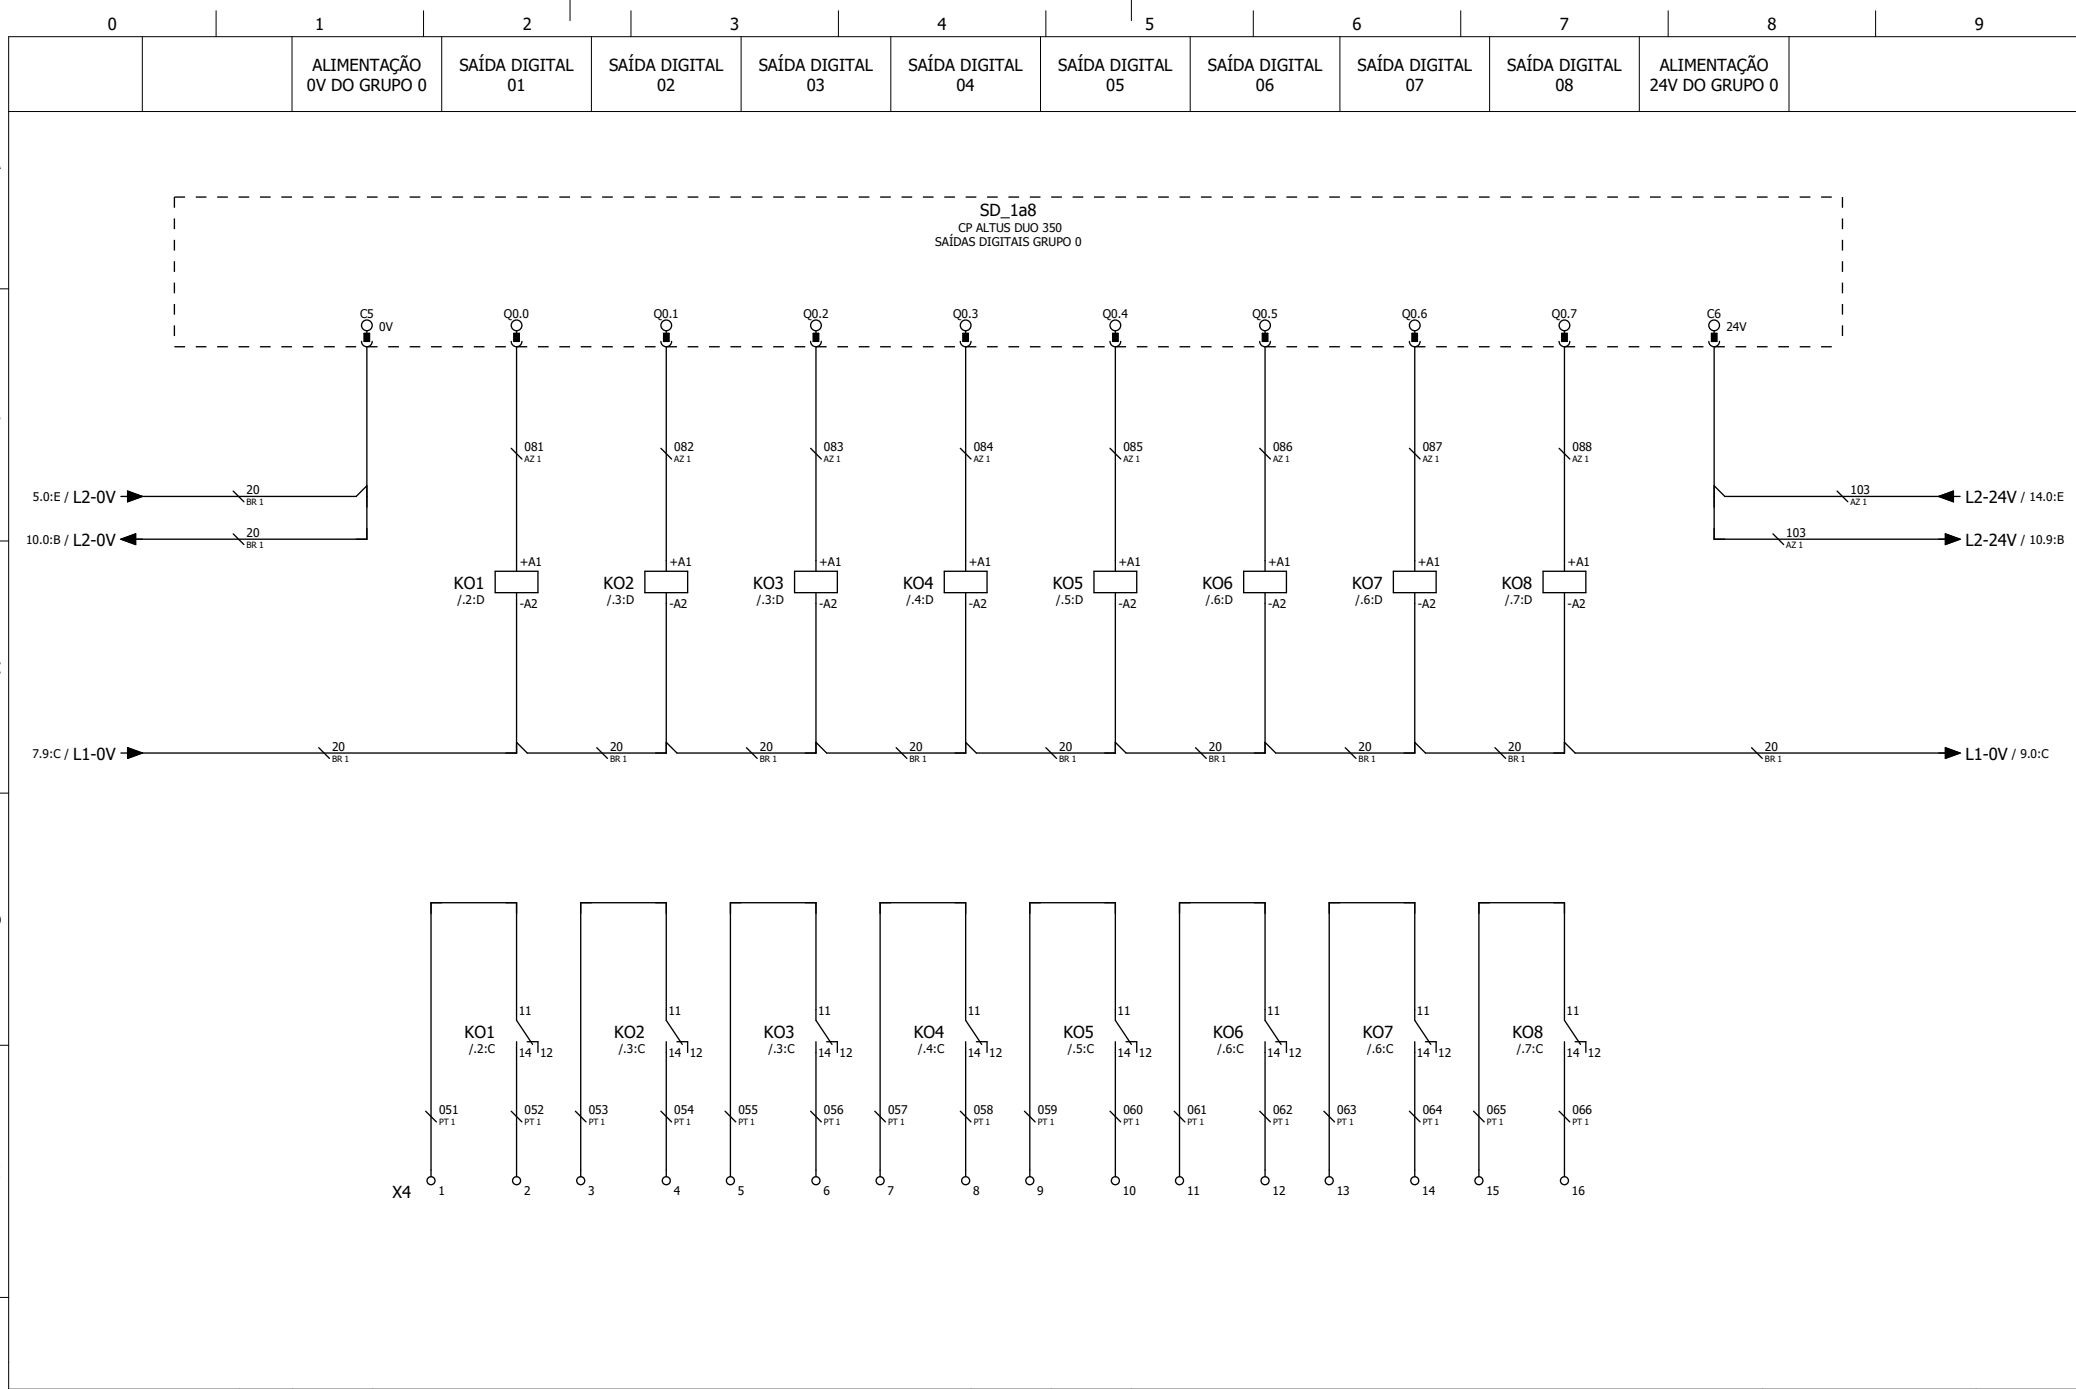 0 1 2 3 4 5 6 7 8 9
ALIMENTAÇÃO SAÍDA DIGITAL SAÍDA DIGITAL SAÍDA DIGITAL SAÍDA DIGITAL SAÍDA DIGITAL SAÍDA DIGITAL SAÍDA DIGITAL SAÍDA DIGITAL ALIMENTAÇÃO
0V DO GRUPO 0 01 02 03 04 05 06 07 08 24V DO GRUPO 0
SD_1a8
CP ALTUS DUO 350
SAÍDAS DIGITAIS GRUPO 0
C5 Q0.0 Q0.1 Q0.2 Q0.3 Q0.4 Q0.5 Q0.6 Q0.7 C6
0V 24V
081 082 083 084 085 086 087 088
AZ 1 AZ 1 AZ 1 AZ 1 AZ 1 AZ 1 AZ 1 AZ 1
5.0:E / L2-0V 20 103 L2-24V / 14.0:E
BR 1 AZ 1
10.0:B / L2-0V 20 103 L2-24V / 10.9:B
BR 1 AZ 1
+A1 +A1 +A1 +A1 +A1 +A1 +A1 +A1
KO1 KO2 KO3 KO4 KO5 KO6 KO7 KO8
/.2:D /.3:D /.3:D /.4:D /.5:D /.6:D /.6:D /.7:D
-A2 -A2 -A2 -A2 -A2 -A2 -A2 -A2
7.9:C / L1-0V 20 20 20 20 20 20 20 20 20 L1-0V / 9.0:C
BR 1 BR 1 BR 1 BR 1 BR 1 BR 1 BR 1 BR 1 BR 1
11 11 11 11 11 11 11 11
KO1 KO2 KO3 KO4 KO5 KO6 KO7 KO8
/.2:C 14 12 /.3:C 14 12 /.3:C 14 12 /.4:C 14 12 /.5:C 14 12 /.6:C 14 12 /.6:C 14 12 /.7:C 14 12
051 052 053 054 055 056 057 058 059 060 061 062 063 064 065 066
PT 1 PT 1 PT 1 PT 1 PT 1 PT 1 PT 1 PT 1 PT 1 PT 1 PT 1 PT 1 PT 1 PT 1 PT 1 PT 1
X4 1 2 3 4 5 6 7 8 9 10 11 12 13 14 15 16